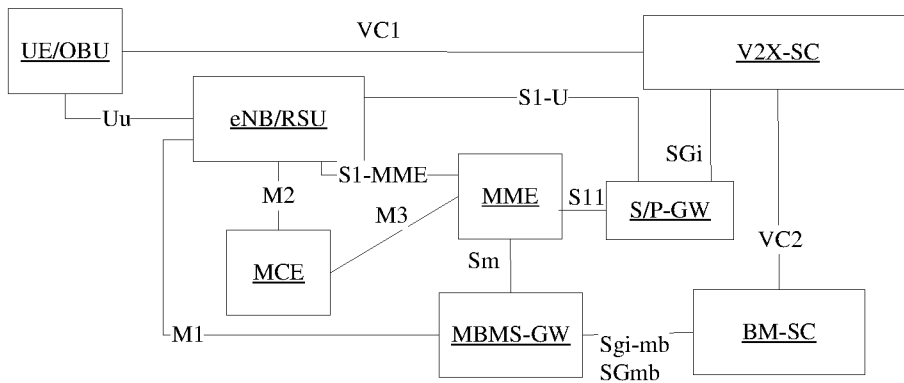 VC1
UE/OBU
V2X-SC
S1-U
Uu
eNB/RSU
SGi
S1-MME
M2
MME
S11
S/P-GW
M3
VC2
MCE
Sm
M1
MBMS-GW
Sgi-mb
SGmb
BM-SC